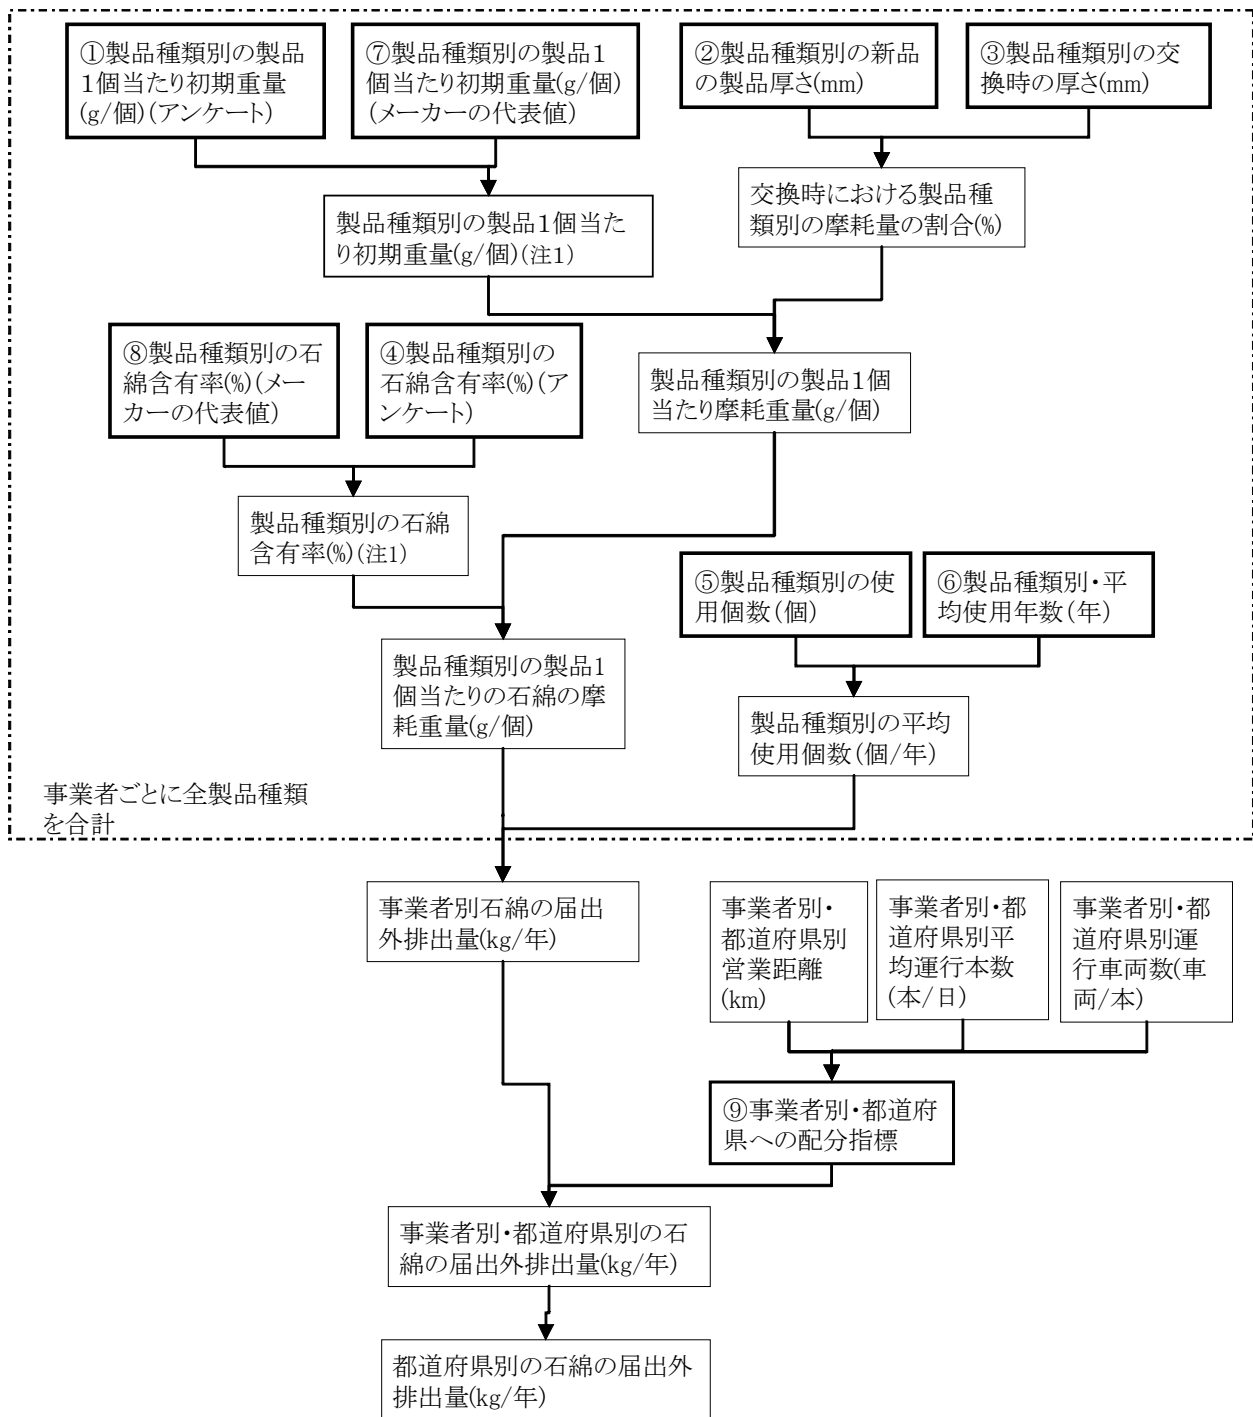 ①製品種類別の製品
1個当たり初期重量
(g/個)(アンケート)
⑦製品種類別の製品1
個当たり初期重量(g/個)
(メーカーの代表値)
②製品種類別の新品
の製品厚さ(mm)
③製品種類別の交
換時の厚さ(mm)
製品種類別の製品1個当た
り初期重量(g/個)(注1)
交換時における製品種
類別の摩耗量の割合(%)
⑧製品種類別の石
綿含有率(%)(メー
カーの代表値)
④製品種類別の
石綿含有率(%)(ア
ンケート)
製品種類別の製品1個
当たり摩耗重量(g/個)
製品種類別の石綿
含有率(%)(注1)
⑤製品種類別の使
用個数(個)
⑥製品種類別・平
均使用年数(年)
製品種類別の製品1
個当たりの石綿の摩
耗重量(g/個)
製品種類別の平均
使用個数(個/年)
事業者ごとに全製品種類
を合計
事業者別石綿の届出
外排出量(kg/年)
事業者別・
都道府県別
営業距離
(km)
事業者別・都
道府県別平
均運行本数
(本/日)
事業者別・都
道府県別運
行車両数(車
両/本)
⑨事業者別・都道府
県への配分指標
事業者別・都道府県別の石
綿の届出外排出量(kg/年)
都道府県別の石綿の届出外
排出量(kg/年)